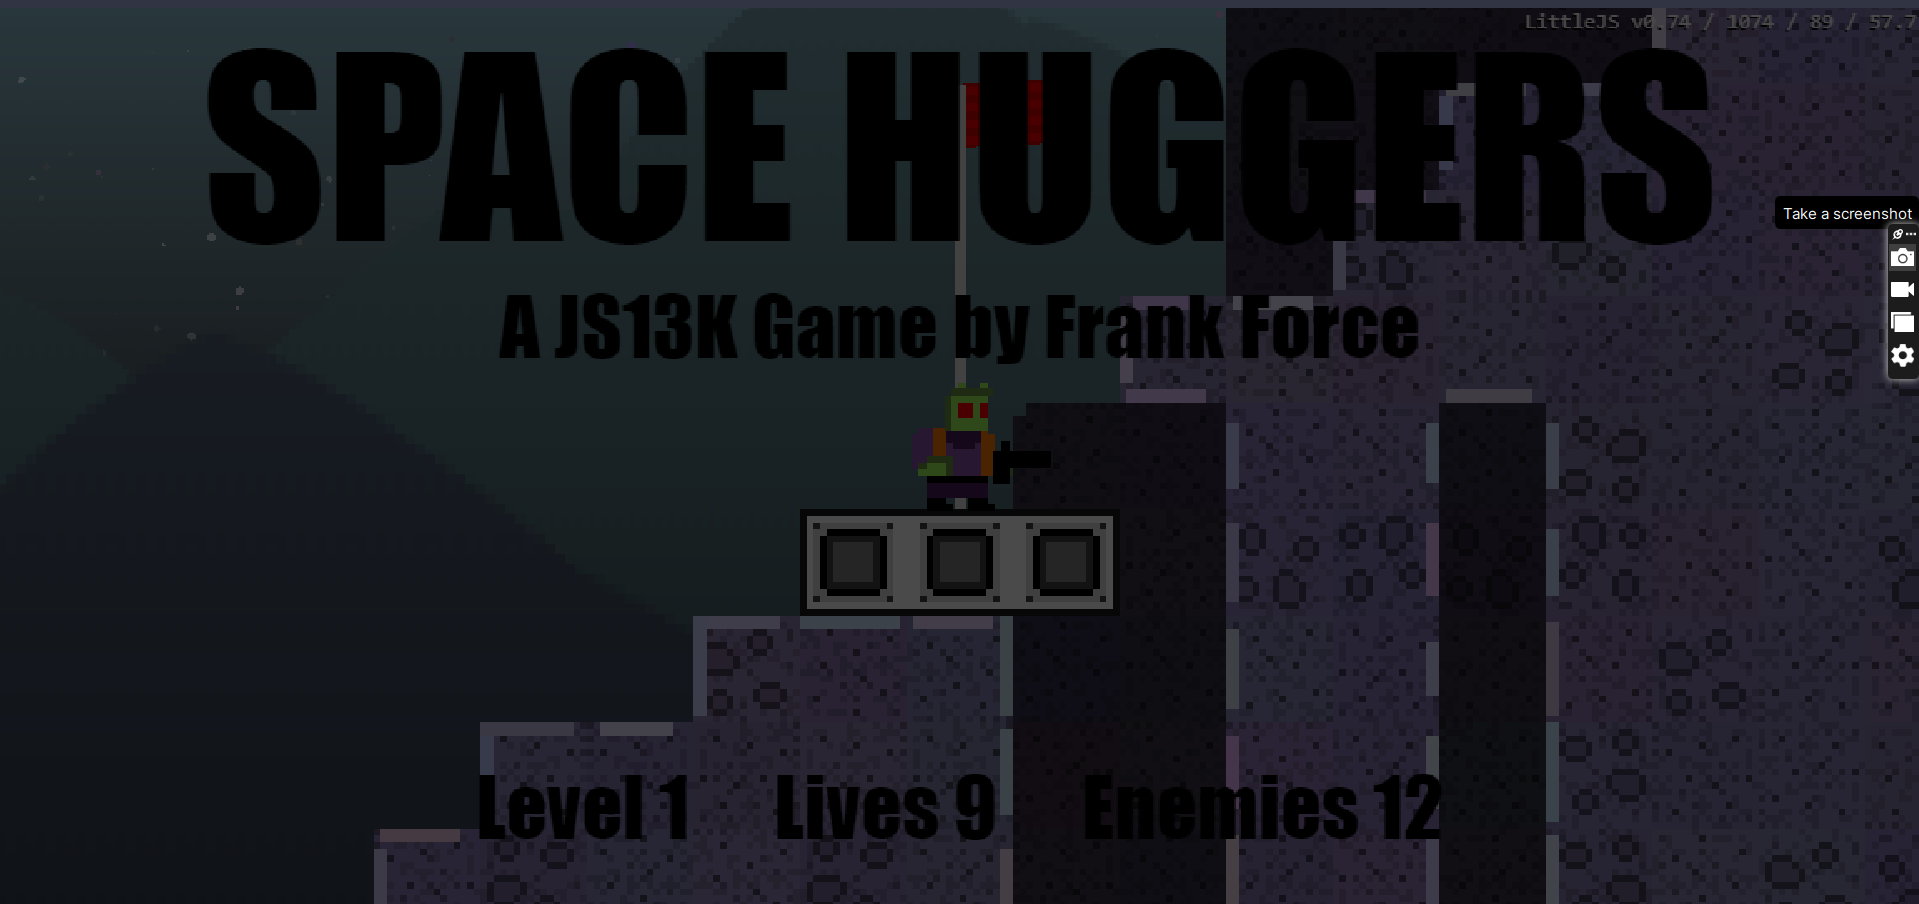 LittleJS v0.74 / 1074 / 89 / 57.7
SPACE HUGGERS
Take a screenshot
A JS13K Game by Frank Force
Level 1 Lives 9 Enemies 12